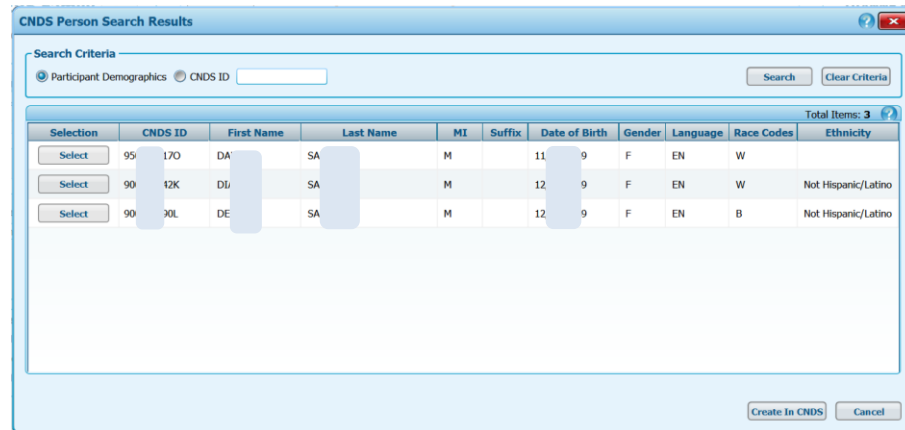 CNDS Person Search Results
Search Criteria
Participant Demographics CNDS ID Search Clear Criteria
Total Items: 3
Selection CNDS ID First Name Last Name MI Suffix Date of Birth Gender Language Race Codes Ethnicity
Select 95 17O DA SA M 11 9 F EN W
Select 90 42K DI SA M 12 9 F EN W Not Hispanic/Latino
Select 90 90L DE SA M 12 9 F EN B Not Hispanic/Latino
Create In CNDS Cancel